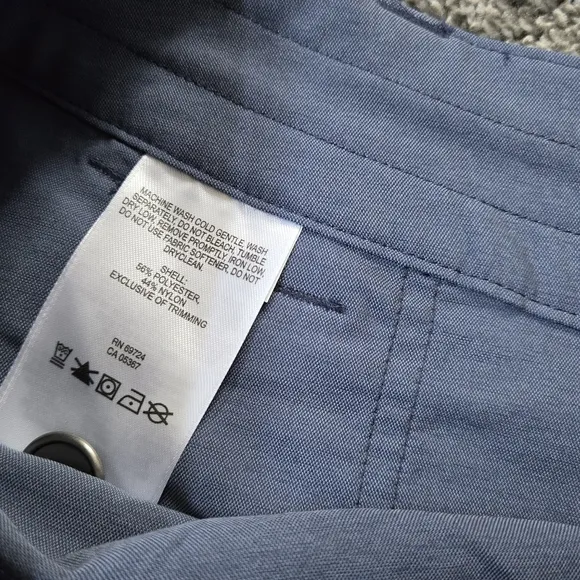 MACHINE WASH COLD GENTLE, WASH
SEPARATELY. DO NOT BLEACH, TUMBLE
DRY LOW. REMOVE PROMPTLY, IRON LOW.
DO NOT USE FABRIC SOFTENER, DO NOT
DRYCLEAN.
SHELL:
56% POLYESTER,
44% NYLON
EXCLUSIVE OF TRIMMING
RN 69724
CA 05367